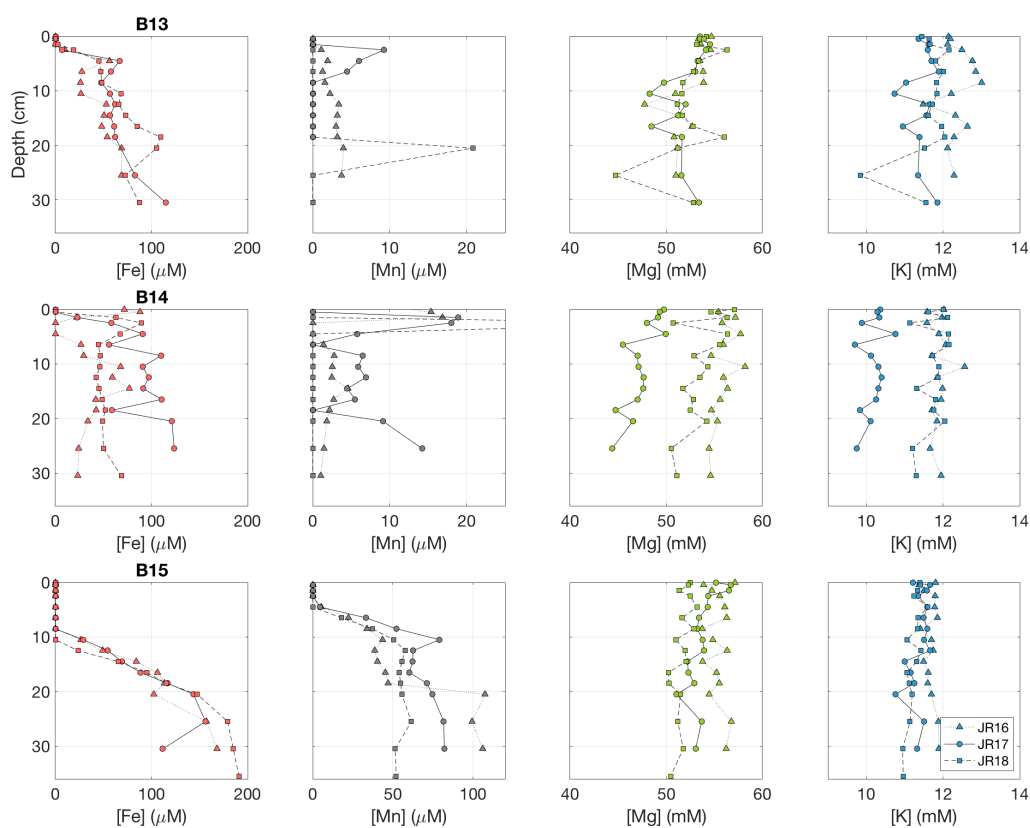 B13
0
10
20
30
Depth (cm)
0 100 200
[Fe] (μM)
0 10 20
[Mn] (μM)
40 50 60
[Mg] (mM)
10 12 14
[K] (mM)
B14
0
10
20
30
0 100 200
[Fe] (μM)
0 10 20
[Mn] (μM)
40 50 60
[Mg] (mM)
10 12 14
[K] (mM)
B15
0
10
20
30
0 100 200
[Fe] (μM)
0 50 100
[Mn] (μM)
40 50 60
[Mg] (mM)
10 12 14
[K] (mM)
JR16
JR17
JR18